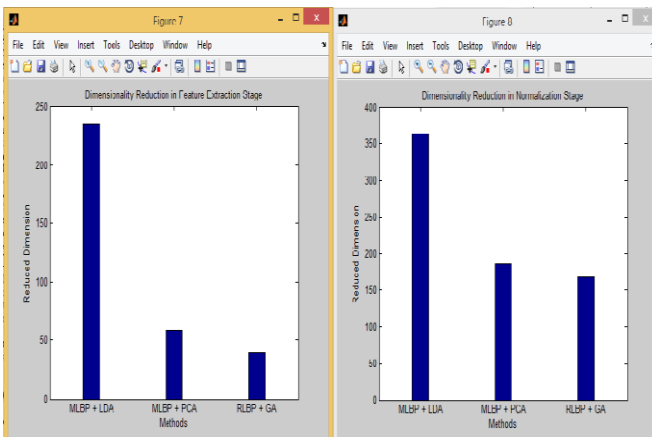 Figure 7
File Edit View Insert Tools Desktop Window Help
Dimensionality Reduction in Feature Extraction Stage
250
200
150
100
50
0
Reduced Dimension
MLBP + LDA MLBP + PCA RLBP + GA
Methods
Figure 8
File Edit View Insert Tools Desktop Window Help
Dimensionality Reduction in Normalization Stage
400
350
300
250
200
150
100
50
0
Reduced Dimension
MLBP + LDA MLBP + PCA RLBP + GA
Methods